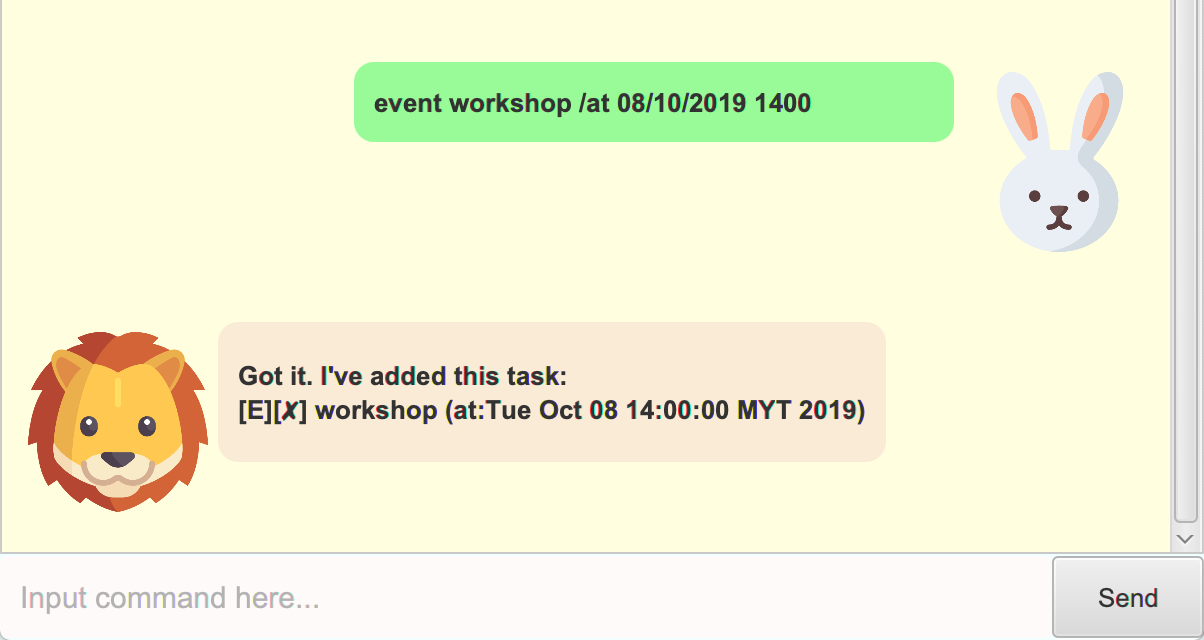 event workshop /at 08/10/2019 1400
Got it. I've added this task:
[E][✘] workshop (at:Tue Oct 08 14:00:00 MYT 2019)
Input command here...
Send